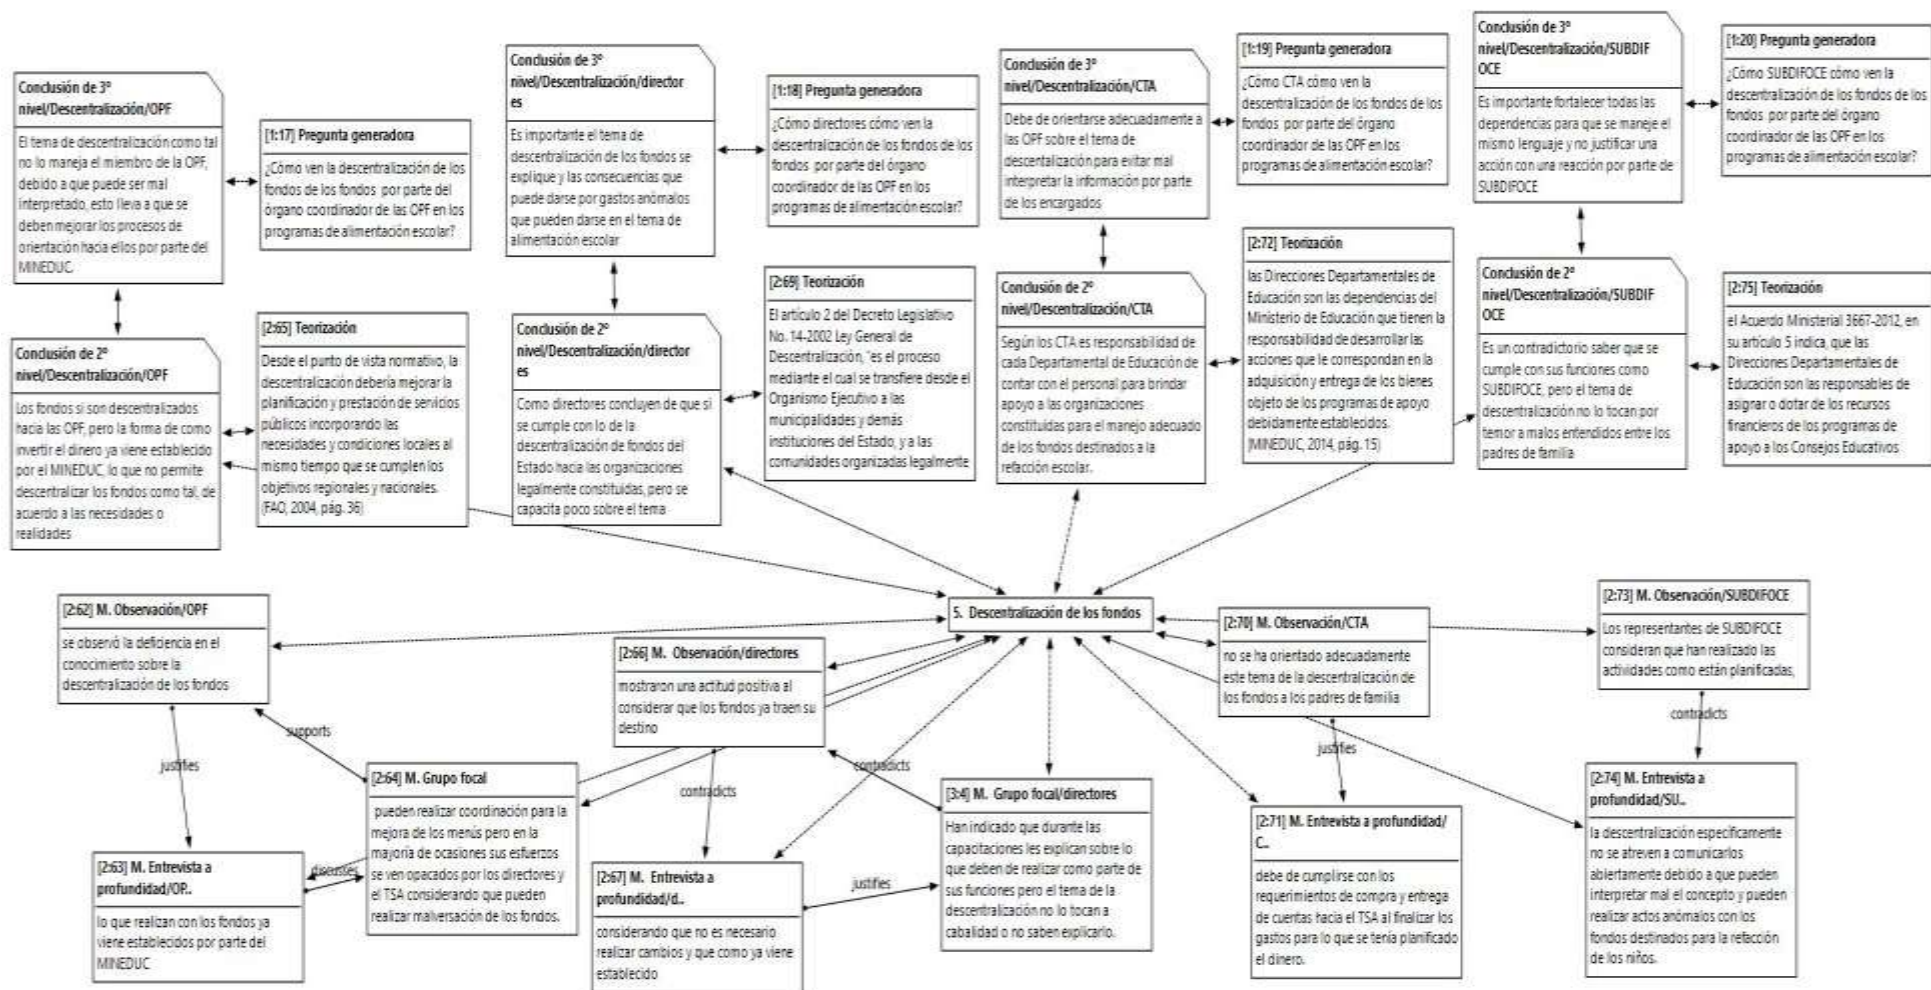 Conclusión de 3º
nivel/Descentralización/OPF
El tema de descentralización como tal
no lo maneja el miembro de la OPF,
debido a que puede ser mal
interpretado, esto lleva a que se
deben mejorar los procesos de
orientación hacia ellos por parte del
MINEDUC.
[1:17] Pregunta generadora
¿Cómo ven la descentralización de los
fondos de los fondos por parte del
órgano coordinador de las OPF en los
programas de alimentación escolar?
Conclusión de 3º
nivel/Descentralización/director
es
Es importante el tema de
descentralización de los fondos se
explique y las consecuencias que
puede darse por gastos anómalos
que pueden darse en el tema de
alimentación escolar
[1:18] Pregunta generadora
¿Cómo directores cómo ven la
descentralización de los fondos de los
fondos por parte del órgano
coordinador de las OPF en los
programas de alimentación escolar?
Conclusión de 3º
nivel/Descentralización/CTA
Debe de orientarse adecuadamente a
las OPF sobre el tema de
descentalización para evitar mal
interpretar la información por parte
de los encargados
[1:19] Pregunta generadora
¿Cómo CTA cómo ven la
descentralización de los fondos de los
fondos por parte del órgano
coordinador de las OPF en los
programas de alimentación escolar?
Conclusión de 3º
nivel/Descentralización/SUBDIF
OCE
Es importante fortalecer todas las
dependencias para que se maneje el
mismo lenguaje y no justificar una
acción con una reacción por parte de
SUBDIFOCE
[1:20] Pregunta generadora
¿Cómo SUBDIFOCE cómo ven la
descentralización de los fondos de los
fondos por parte del órgano
coordinador de las OPF en los
programas de alimentación escolar?
Conclusión de 2º
nivel/Descentralización/OPF
Los fondos si son descentralizados
hacia las OPF, pero la forma de como
invertir el dinero ya viene establecido
por el MINEDUC, lo que no permite
descentralizar los fondos como tal, de
acuerdo a las necesidades o
realidades
[2:65] Teorización
Desde el punto de vista normativo, la
descentralización debería mejorar la
planificación y prestación de servicios
públicos incorporando las
necesidades y condiciones locales al
mismo tiempo que se cumplen los
objetivos regionales y nacionales.
(FAO, 2004, pág. 36)
Conclusión de 2º
nivel/Descentralización/director
es
Como directores concluyen de que si
se cumple con lo de la
descentralización de fondos del
Estado hacia las organizaciones
legalmente constituidas, pero se
capacita poco sobre el tema
[2:69] Teorización
El artículo 2 del Decreto Legislativo
No. 14-2002 Ley General de
Descentralización, "es el proceso
mediante el cual se transfiere desde el
Organismo Ejecutivo a las
municipalidades y demás
instituciones del Estado, y a las
comunidades organizadas legalmente
Conclusión de 2º
nivel/Descentralización/CTA
Según los CTA es responsabilidad de
cada Departamental de Educación de
contar con el personal para brindar
apoyo a las organizaciones
constituidas para el manejo adecuado
de los fondos destinados a la
refacción escolar.
[2:72] Teorización
las Direcciones Departamentales de
Educación son las dependencias del
Ministerio de Educación que tienen la
responsabilidad de desarrollar las
acciones que le correspondan en la
adquisición y entrega de los bienes
objeto de los programas de apoyo
debidamente establecidos.
(MINEDUC, 2014, pág. 15)
Conclusión de 2º
nivel/Descentralización/SUBDIF
OCE
Es un contradictorio saber que se
cumple con sus funciones como
SUBDIFOCE, pero el tema de
descentralización no lo tocan por
temor a malos entendidos entre los
padres de familia
[2:75] Teorización
el Acuerdo Ministerial 3667-2012, en
su artículo 5 indica, que las
Direcciones Departamentales de
Educación son las responsables de
asignar o dotar de los recursos
financieros de los programas de
apoyo a los Consejos Educativos
5. Descentralización de los fondos
[2:62] M. Observación/OPF
se observó la deficiencia en el
conocimiento sobre la
descentralización de los fondos
[2:66] M. Observación/directores
mostraron una actitud positiva al
considerar que los fondos ya traen su
destino
[2:70] M. Observación/CTA
no se ha orientado adecuadamente
este tema de la descentralización de
los fondos a los padres de familia
[2:73] M. Observación/SUBDIFOCE
Los representantes de SUBDIFOCE
consideran que han realizado las
actividades como están planificadas,
supports
justifies
contradicts
contradicts
justifies
contradicts
[2:64] M. Grupo focal
pueden realizar coordinación para la
mejora de los menús pero en la
majoría de ocasiones sus esfuerzos
se ven opacados por los directores y
el TSA considerando que pueden
realizar malversación de los fondos.
[3:4] M. Grupo focal/directores
Han indicado que durante las
capacitaciones les explican sobre lo
que deben de realizar como parte de
sus funciones pero el tema de la
descentralización no lo tocan a
cabalidad o no saben explicarlo.
[2:74] M. Entrevista a
profundidad/SU..
la descentralización específicamente
no se atreven a comunicarlos
abiertamente debido a que pueden
interpretar mal el concepto y pueden
realizar actos anómalos con los
fondos destinados para la refacción
de los niños.
[2:71] M. Entrevista a profundidad/
C..
debe de cumplirse con los
requerimientos de compra y entrega
de cuentas hacia el TSA al finalizar los
gastos para lo que se tenía planificado
el dinero.
[2:63] M. Entrevista a
profundidad/OP..
lo que realizan con los fondos ya
viene establecidos por parte del
MINEDUC
discusses
[2:67] M. Entrevista a
profundidad/d..
considerando que no es necesario
realizar cambios y que como ya viene
establecido
justifies